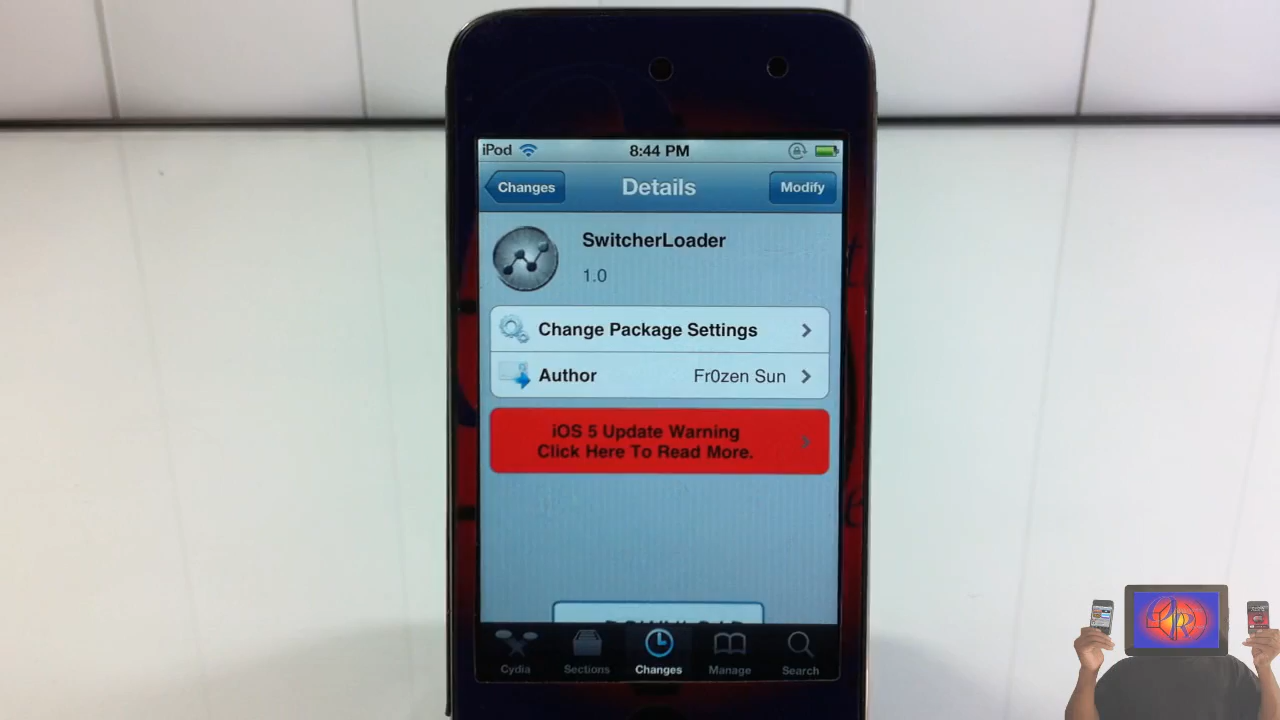 iPod
8:44 PM
Changes
Details
Modify
SwitcherLoader
1.0
Change Package Settings
Author
Fr0zen Sun
iOS 5 Update Warning
Click Here To Read More.
Cydia
Sections
Changes
Manage
Search